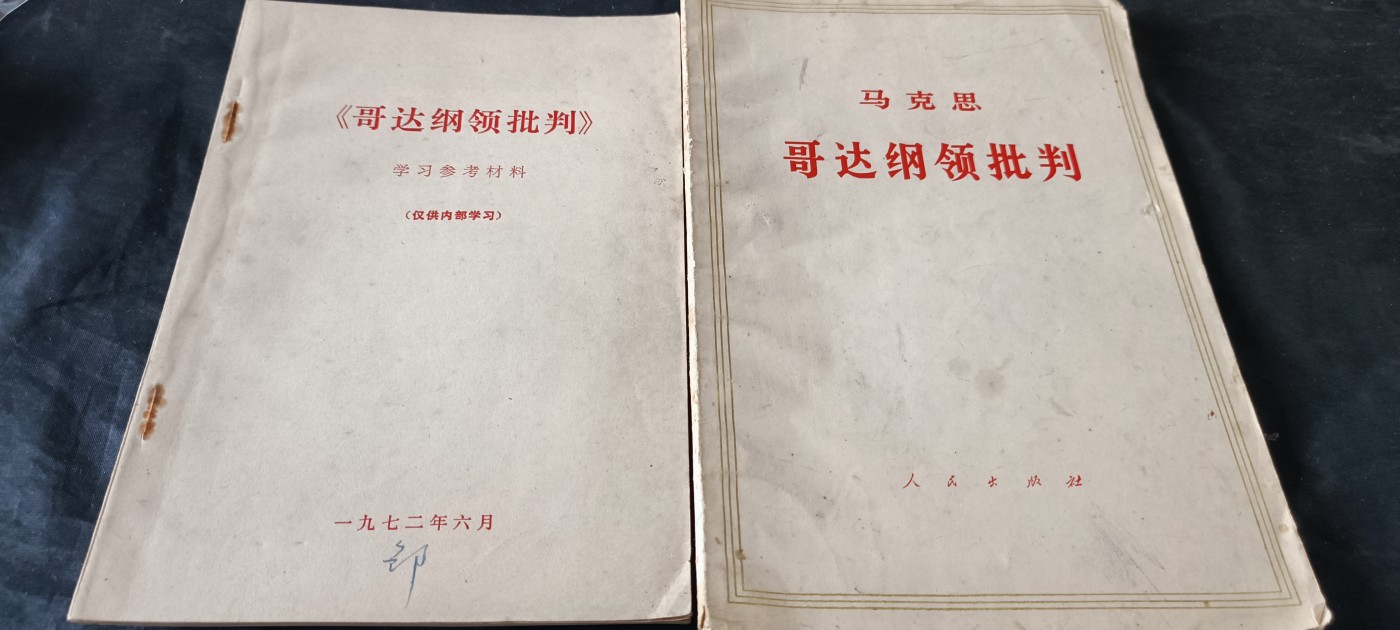 《哥达纲领批判》
学习参考材料
(仅供内部学习)
一九七二年六月
马克思
哥达纲领批判
人民出版社